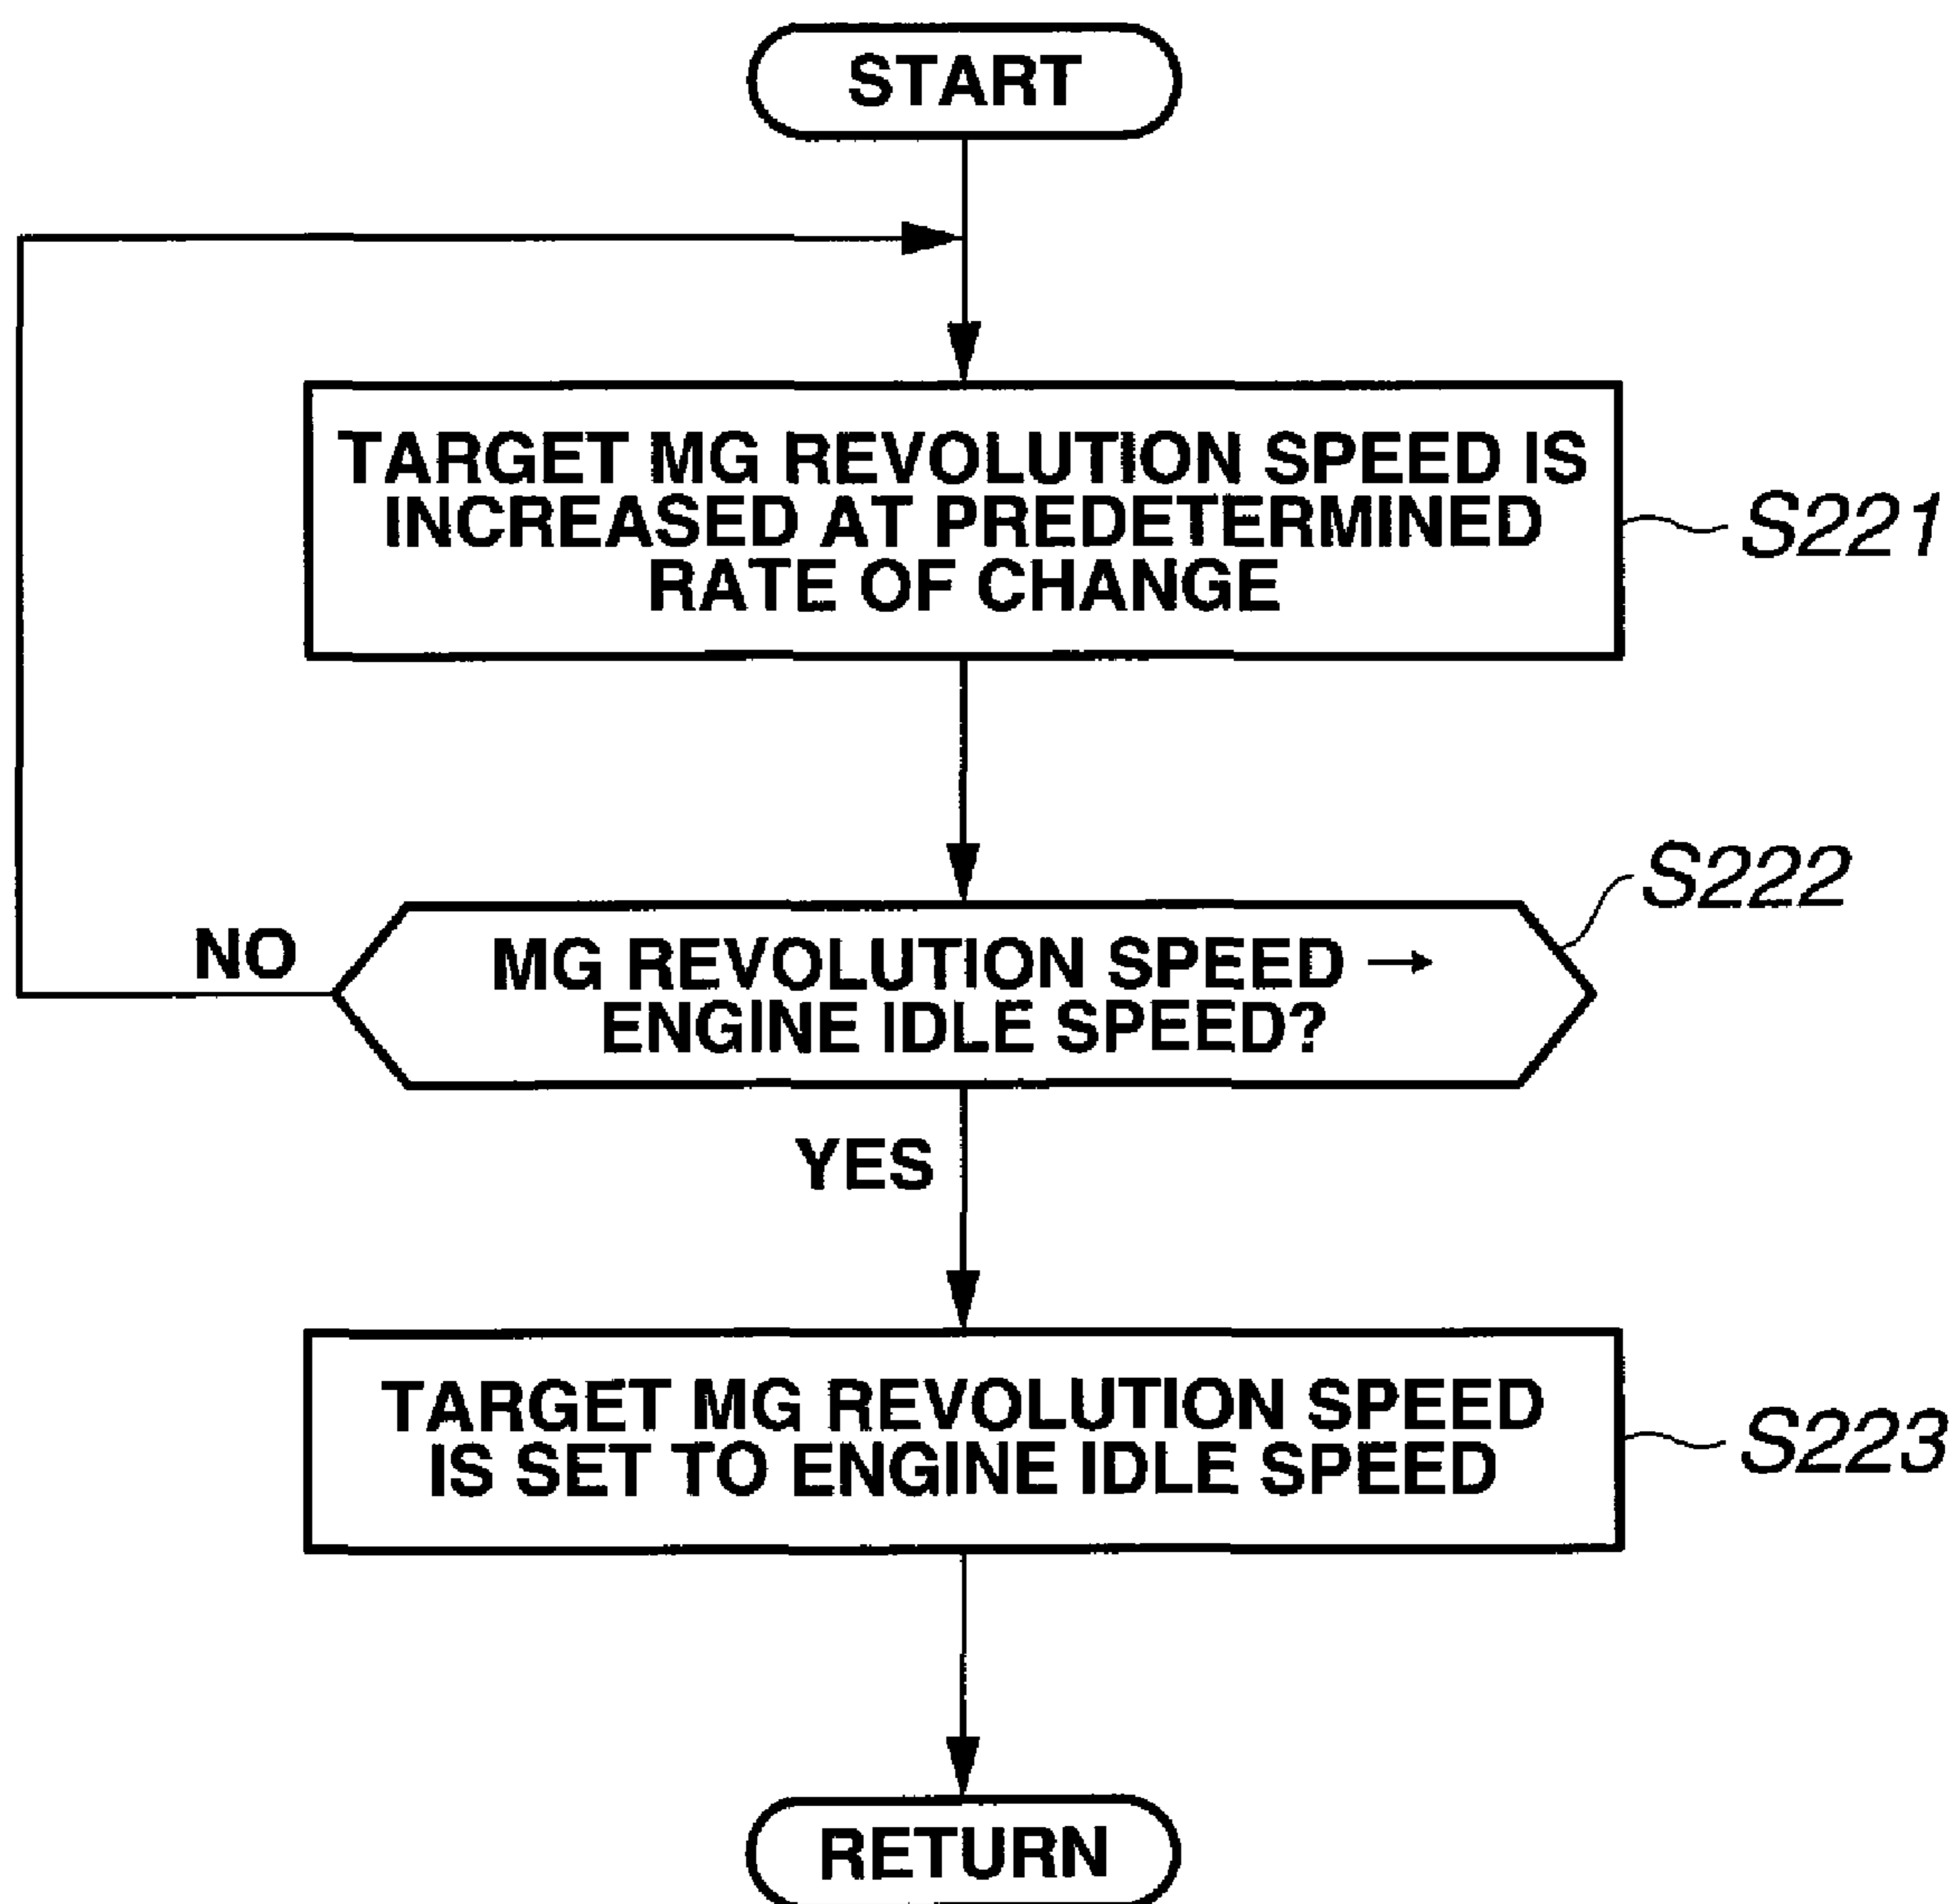 START
TARGET MG REVOLUTION SPEED IS
INCREASED AT PREDETERMINED
RATE OF CHANGE
S221
S222
NO
MG REVOLUTION SPEED →
ENGINE IDLE SPEED?
YES
TARGET MG REVOLUTION SPEED
IS SET TO ENGINE IDLE SPEED
S223
RETURN